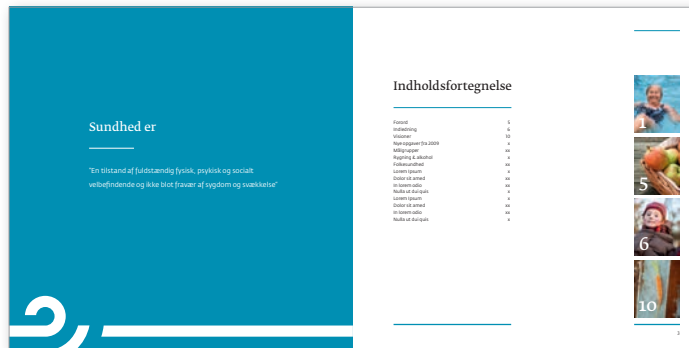 Sundhed er
"En tilstand af fuldstændig fysisk, psykisk og socialt
velbefindende og ikke blot fravær af sygdom og svækkelse"
Indholdsfortegnelse
Forord 5
Indledning 6
Visioner 10
Nye opgaver fra 2009 x
Målgrupper xx
Rygning & alkohol x
Folkesundhed xx
Lorem Ipsum x
Dolor sit amed xx
In lorem odio xx
Nulla ut dui quis x
Lorem Ipsum x
Dolor sit amed xx
In lorem odio xx
Nulla ut dui quis x
1
5
6
10
3